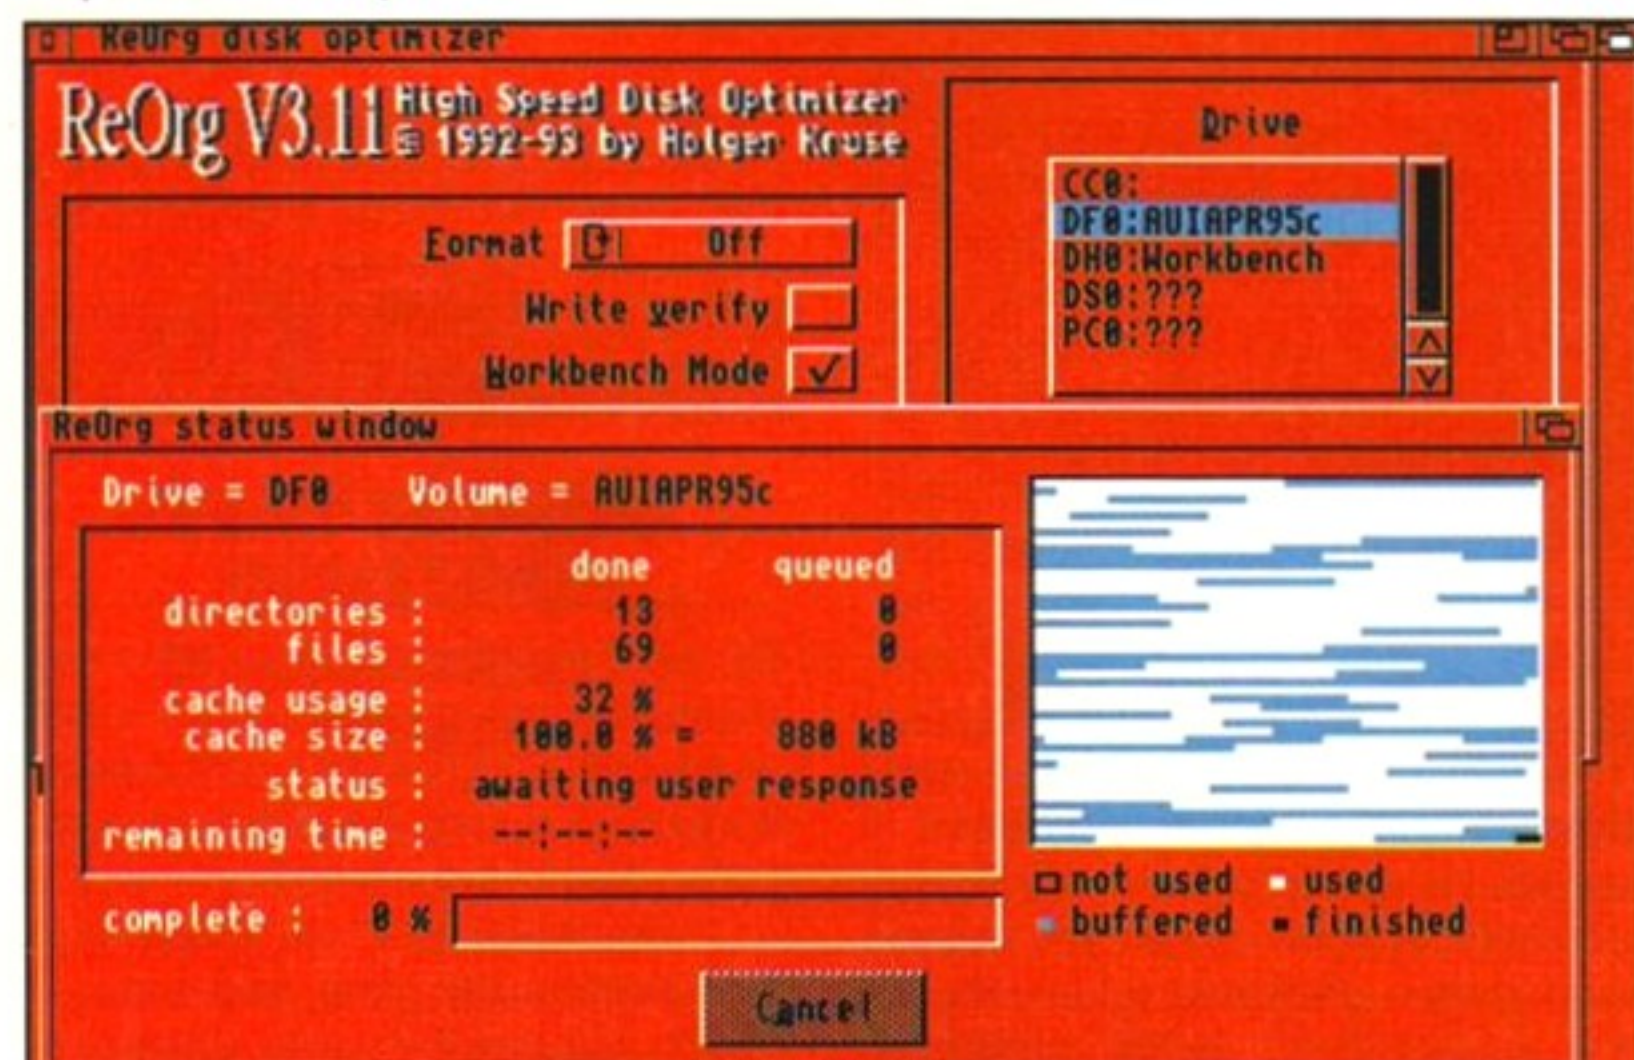 ReOrg disk optimizer
ReOrg V3.11 High Speed Disk Optimizer
© 1992-93 by Holger Kruse
Drive
CC0:
DF0:AUIAPR95c
DH0:Workbench
DS0:???
PC0:???
Format Off
Write verify
Workbench Mode
ReOrg status window
Drive = DF0 Volume = AUIAPR95c
done queued
directories : 13 0
files : 69 0
cache usage : 32 %
cache size : 100.0 % = 880 kB
status : awaiting user response
remaining time : --:--:--
not used used
buffered finished
complete : 0 %
Cancel